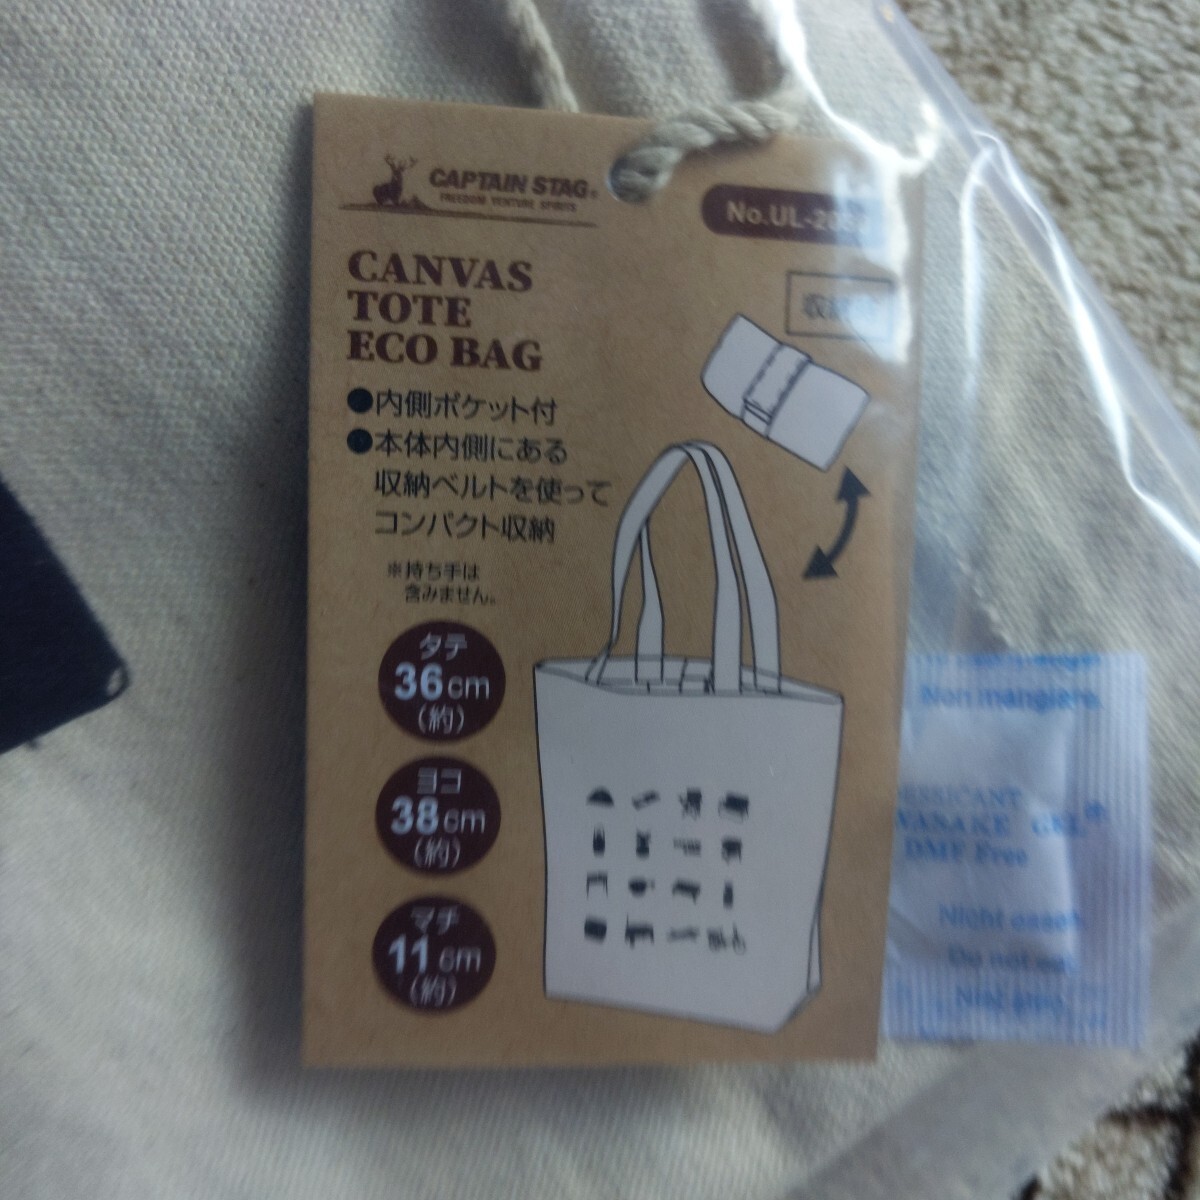 CAPTAIN STAG®
FREEDOM VENTURE SPIRITS
CANVAS
TOTE
ECO BAG
●内側ポケット付
●本体内側にある
収納ベルトを使って
コンパクト収納
※持ち手は
含みません。
タテ
36cm
(約)
ヨコ
38cm
(約)
マチ
11cm
(約)
Non mangiare.
GEL®
DMF Free
Nicht essen
Do not eat